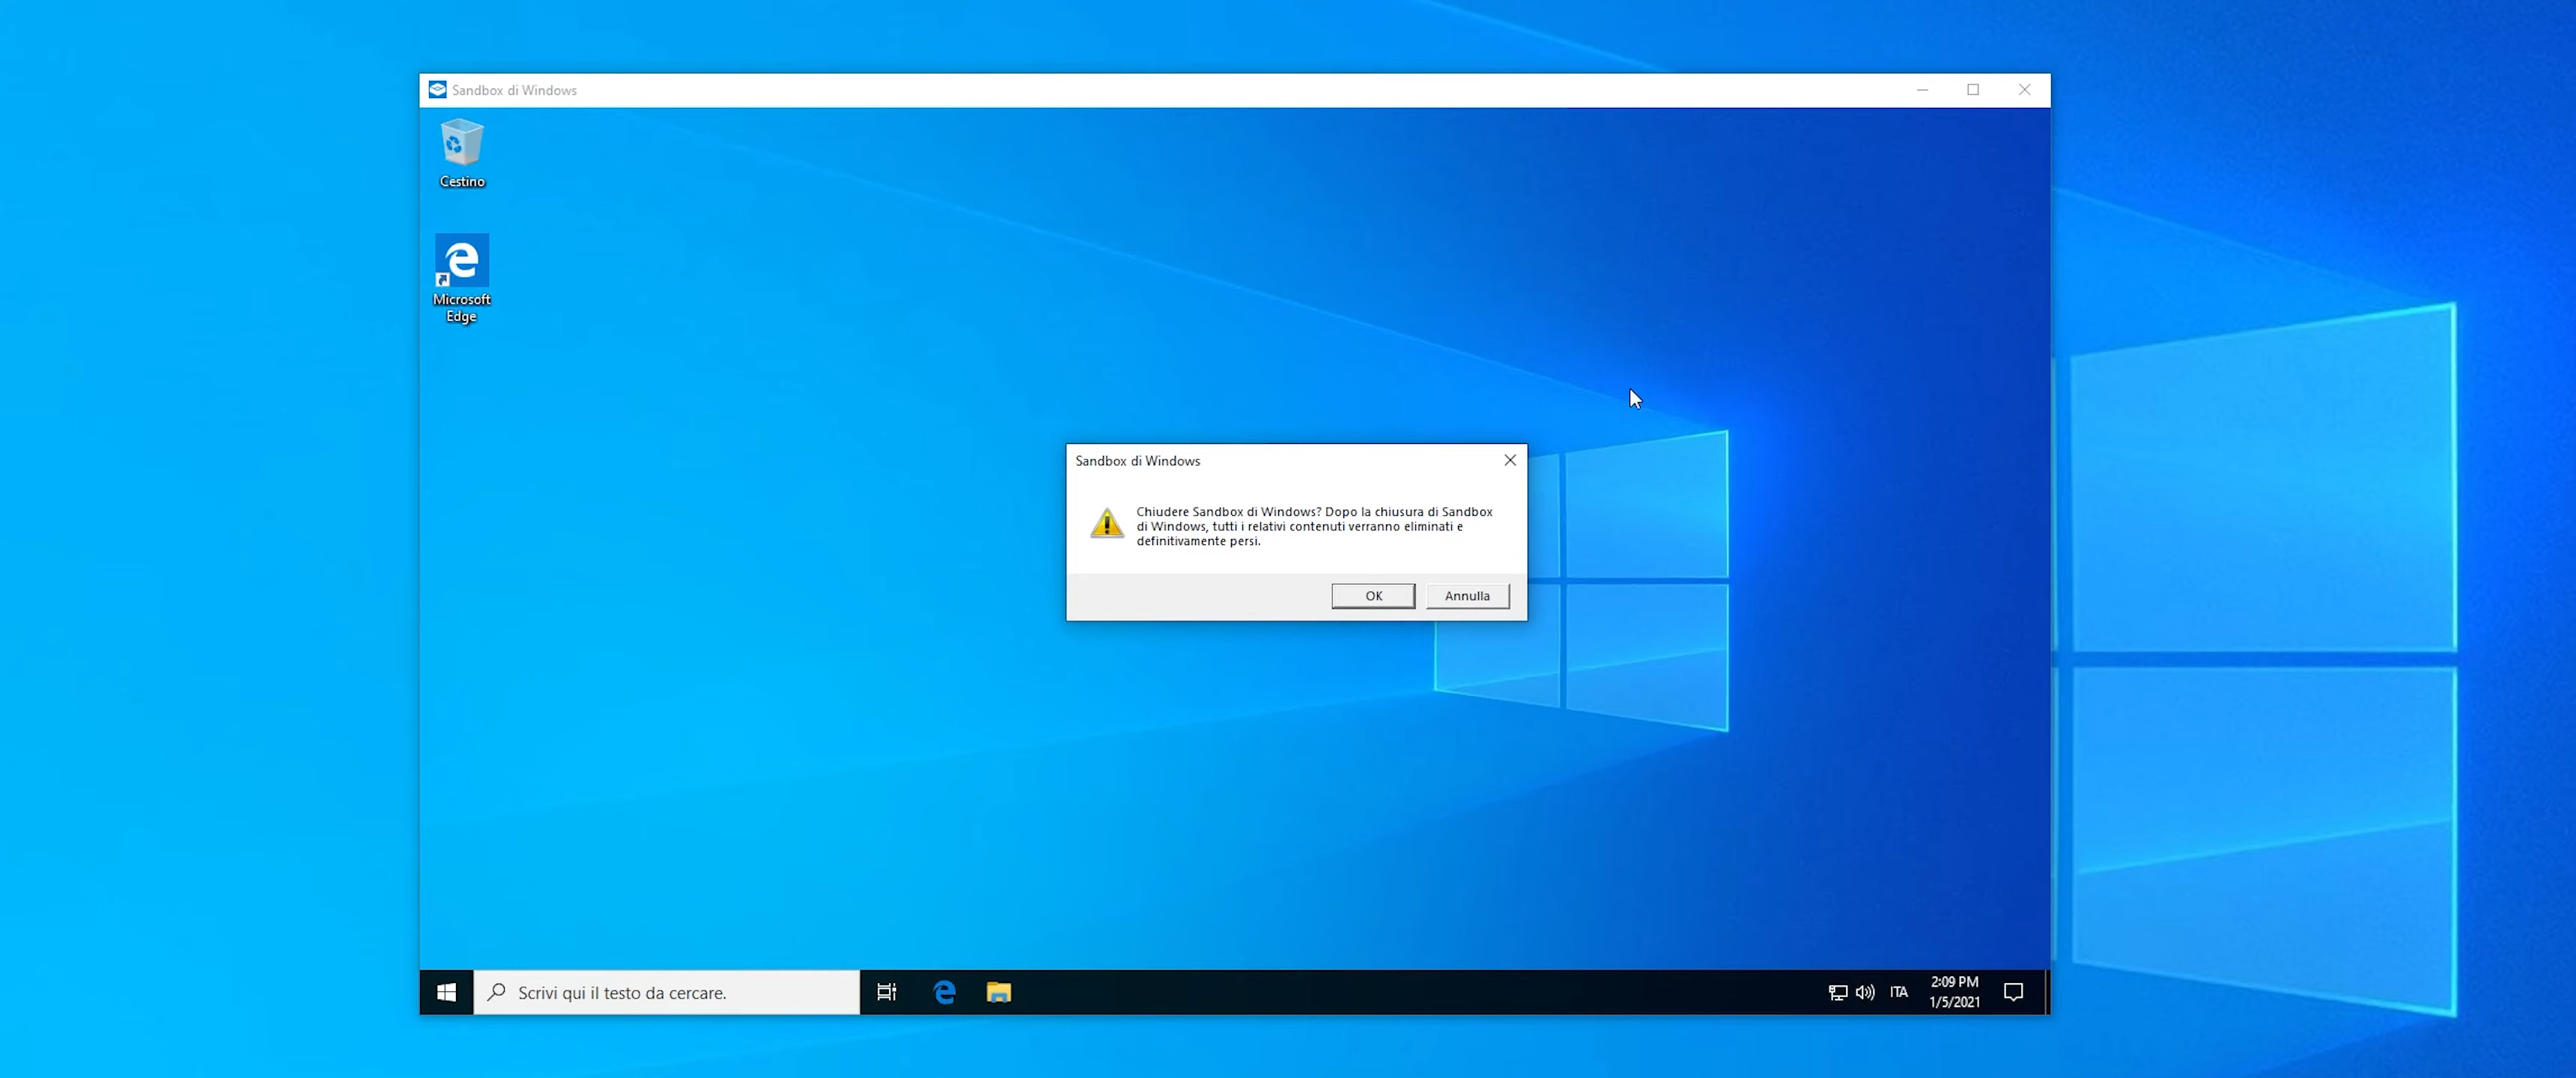 Sandbox di Windows
Cestino
Microsoft
Edge
Sandbox di Windows
Chiudere Sandbox di Windows? Dopo la chiusura di Sandbox
di Windows, tutti i relativi contenuti verranno eliminati e
definitivamente persi.
OK
Annulla
Scrivi qui il testo da cercare.
ITA
2:09 PM
1/5/2021